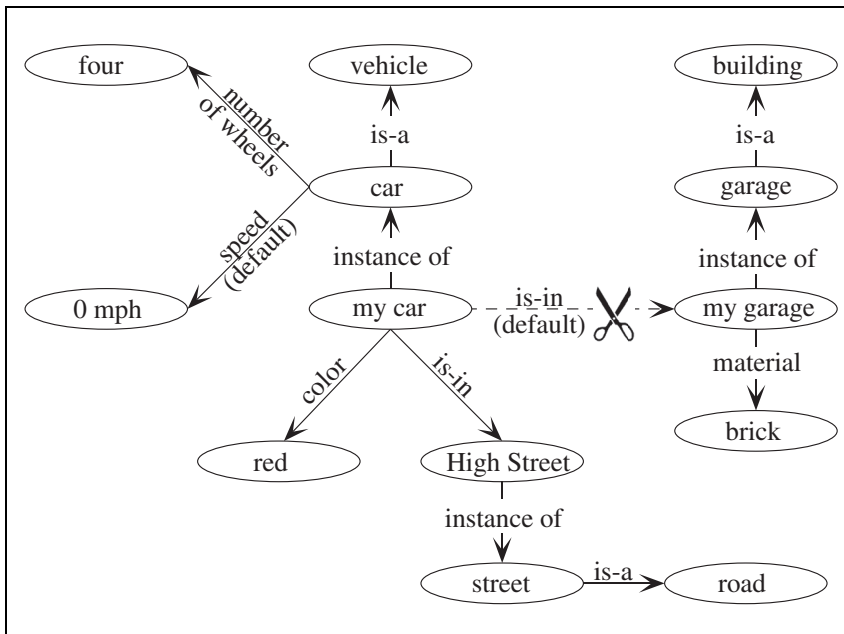 four
vehicle
building
number
of wheels
is-a
is-a
car
garage
speed
(default)
instance of
instance of
0 mph
my car
is-in
(default)
my garage
color
is-in
material
red
High Street
brick
instance of
street
is-a
road